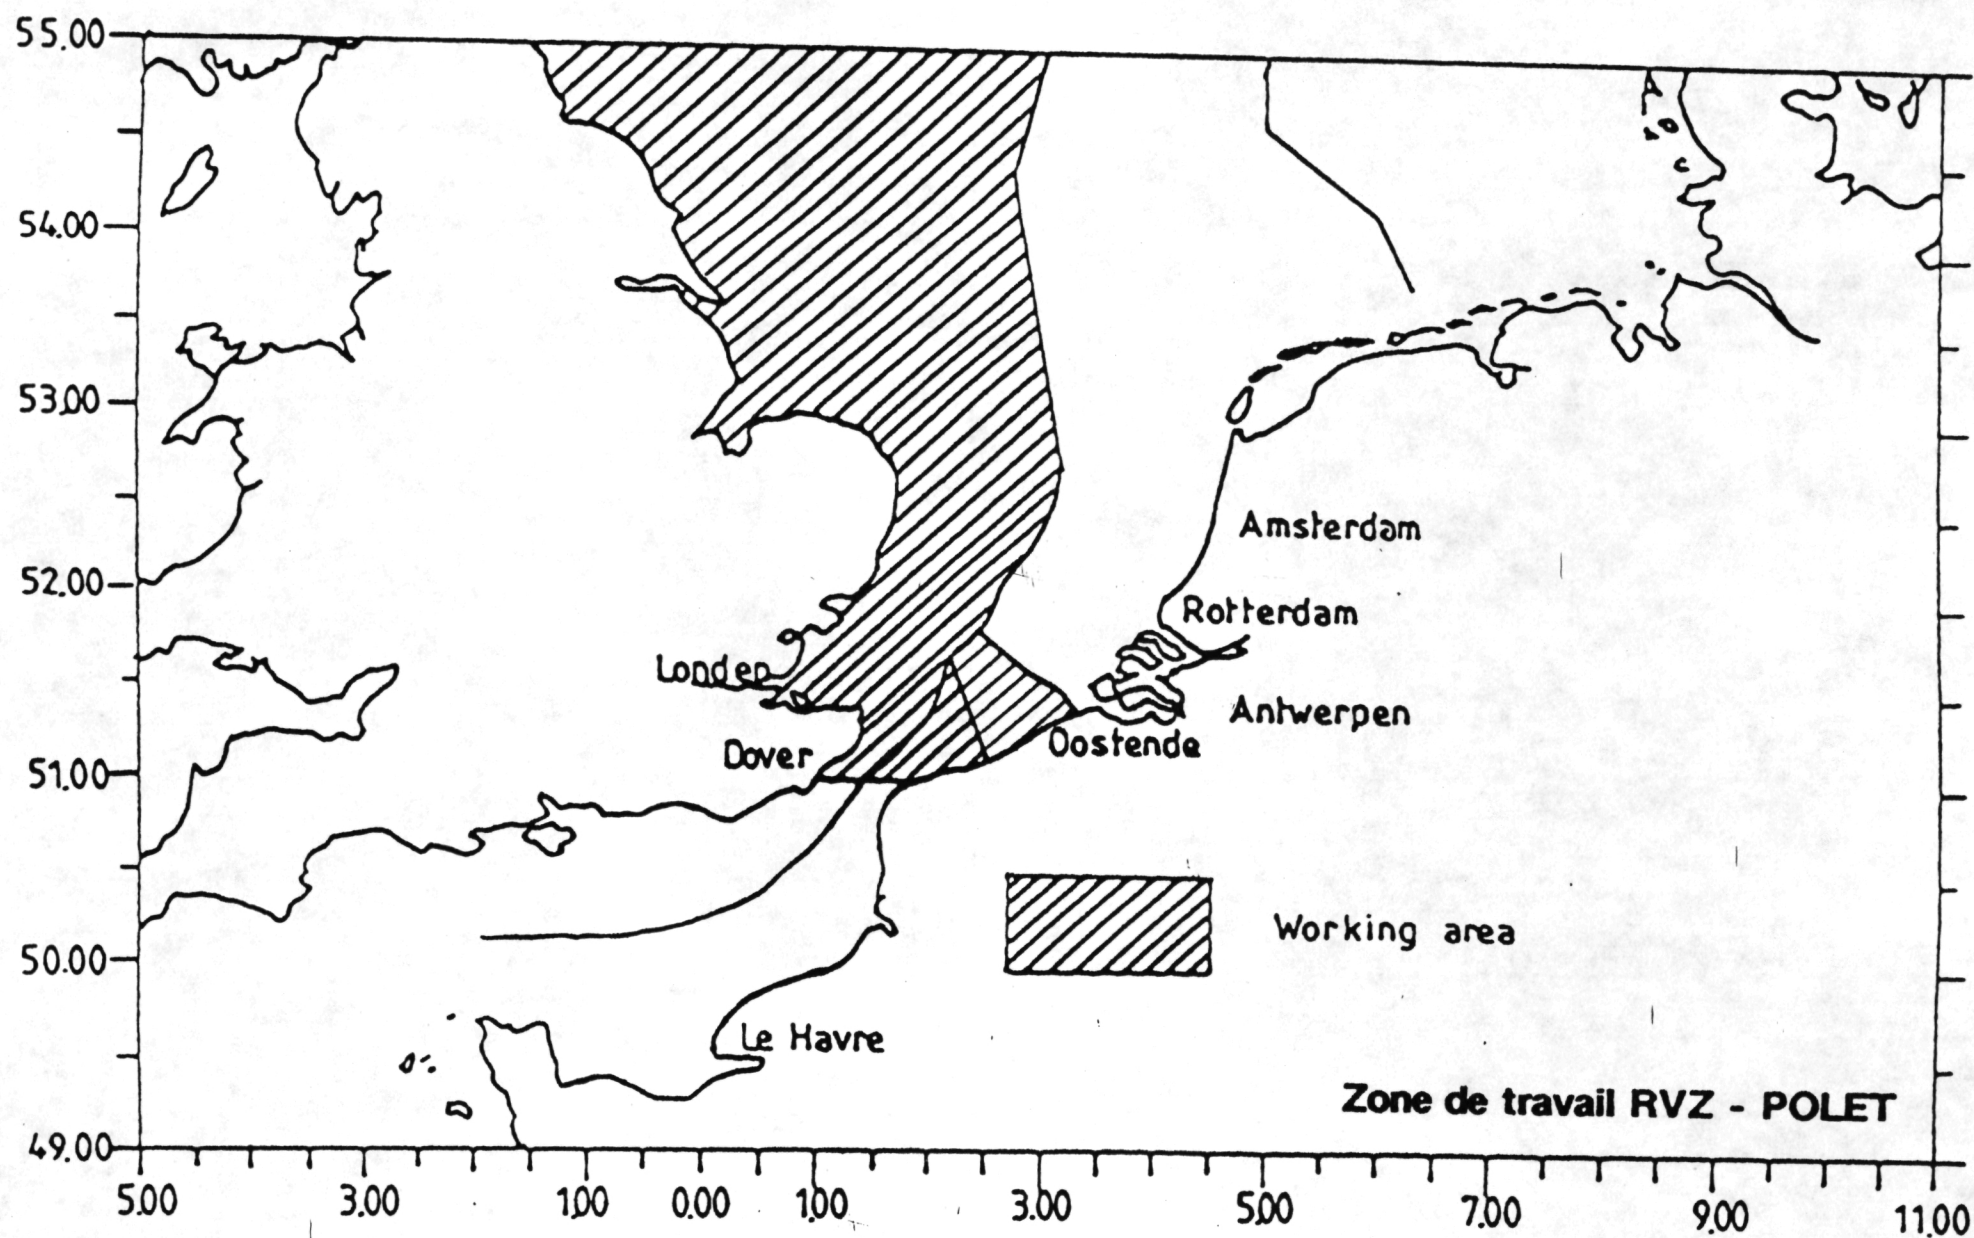 55.00
54.00
53.00
52.00
51.00
50.00
49.00
Amsterdam
Rotterdam
Londen
Antwerpen
Oostende
Dover
Working area
Le Havre
Zone de travail RVZ - POLET
5.00 3.00 1.00 0.00 1.00 3.00 5.00 7.00 9.00 11.00